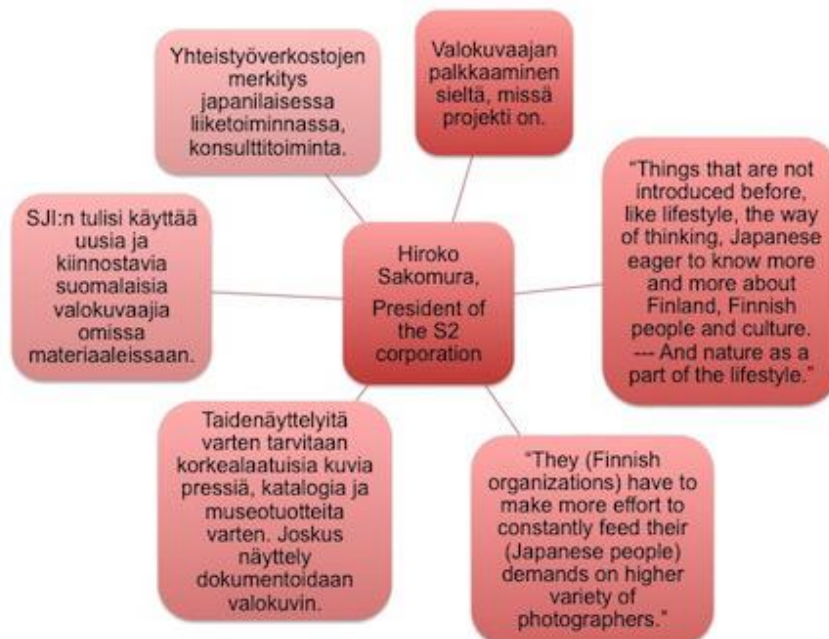 Yhteistyöverkostojen
merkitys
japanilaisessa
liiketoiminnassa,
konsulttitoiminta.
Valokuvaajan
palkkaaminen
sieltä, missä
projekti on.
"Things that are not
introduced before,
like lifestyle, the way
of thinking, Japanese
eager to know more
and more about
Finland, Finnish
people and culture.
--- And nature as a
part of the lifestyle."
SJI:n tulisi käyttää
uusia ja
kiinnostavia
suomalaisia
valokuvaajia
omissa
materiaaleissaan.
Hiroko
Sakomura,
President of
the S2
corporation
Taidenäyttelyitä
varten tarvitaan
korkealaatuisia kuvia
pressiä, katalogia ja
museotuotteita
varten. Joskus
näyttely
dokumentoidaan
valokuvin.
"They (Finnish
organizations) have to
make more effort to
constantly feed their
(Japanese people)
demands on higher
variety of
photographers."